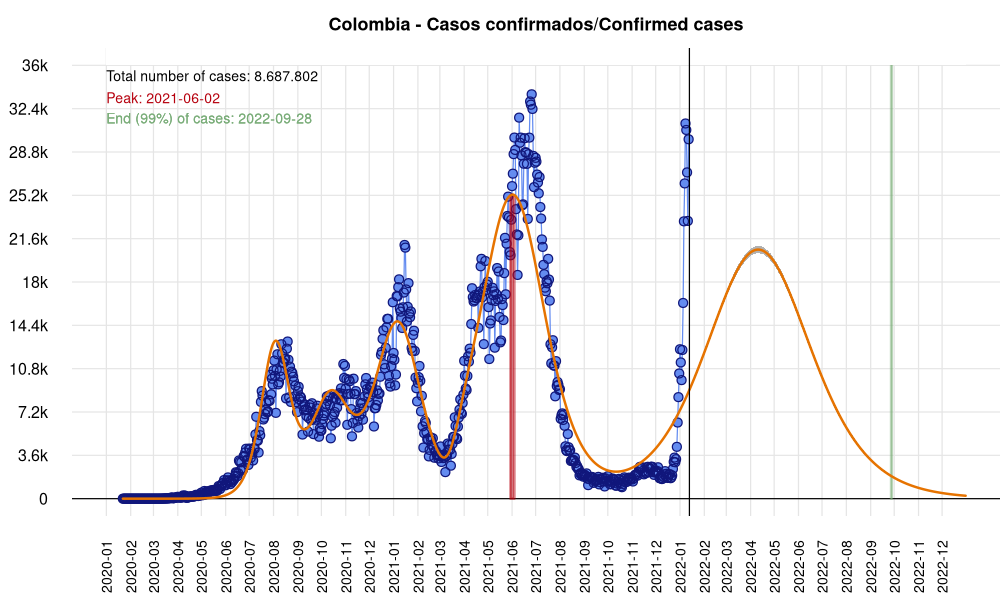 Colombia - Casos confirmados/Confirmed cases
Total number of cases: 8.687.802
Peak: 2021-06-02
End (99%) of cases: 2022-09-28
36k
32.4k
28.8k
25.2k
21.6k
18k
14.4k
10.8k
7.2k
3.6k
0
2020-01
2020-02
2020-03
2020-04
2020-05
2020-06
2020-07
2020-08
2020-09
2020-10
2020-11
2020-12
2021-01
2021-02
2021-03
2021-04
2021-05
2021-06
2021-07
2021-08
2021-09
2021-10
2021-11
2021-12
2022-01
2022-02
2022-03
2022-04
2022-05
2022-06
2022-07
2022-08
2022-09
2022-10
2022-11
2022-12